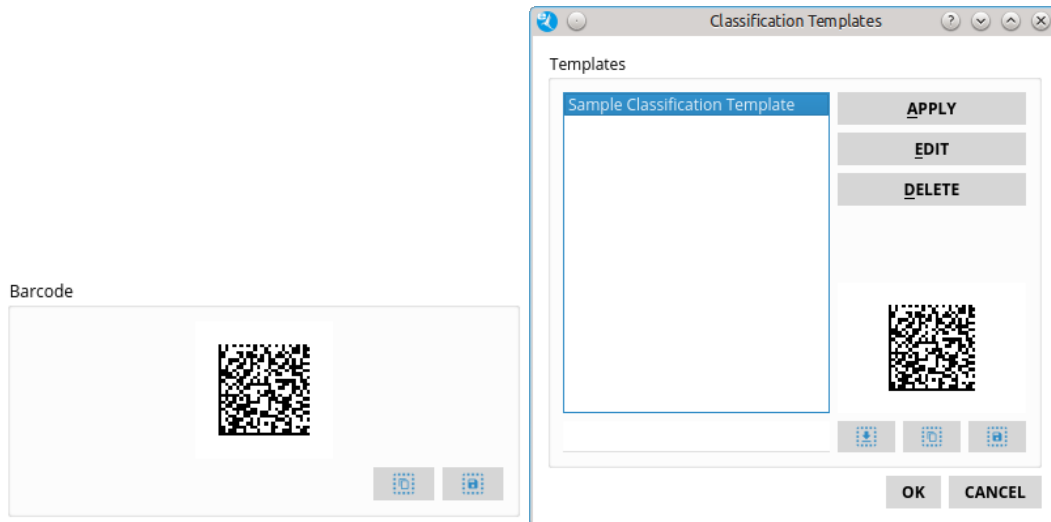 Classification Templates
Templates
Sample Classification Template
APPLY
EDIT
DELETE
Barcode
OK CANCEL